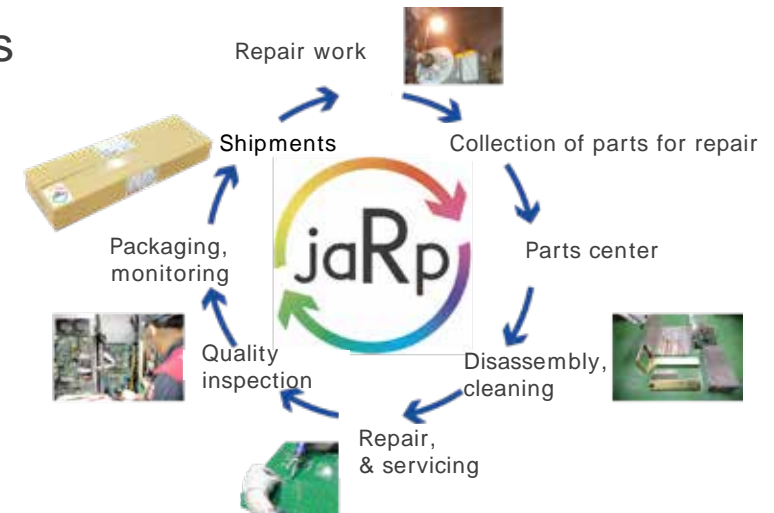 s
Repair work
Shipments
Collection of parts for repair
jaRp
Packaging,
monitoring
Parts center
Quality
inspection
Disassembly,
cleaning
Repair,
& servicing